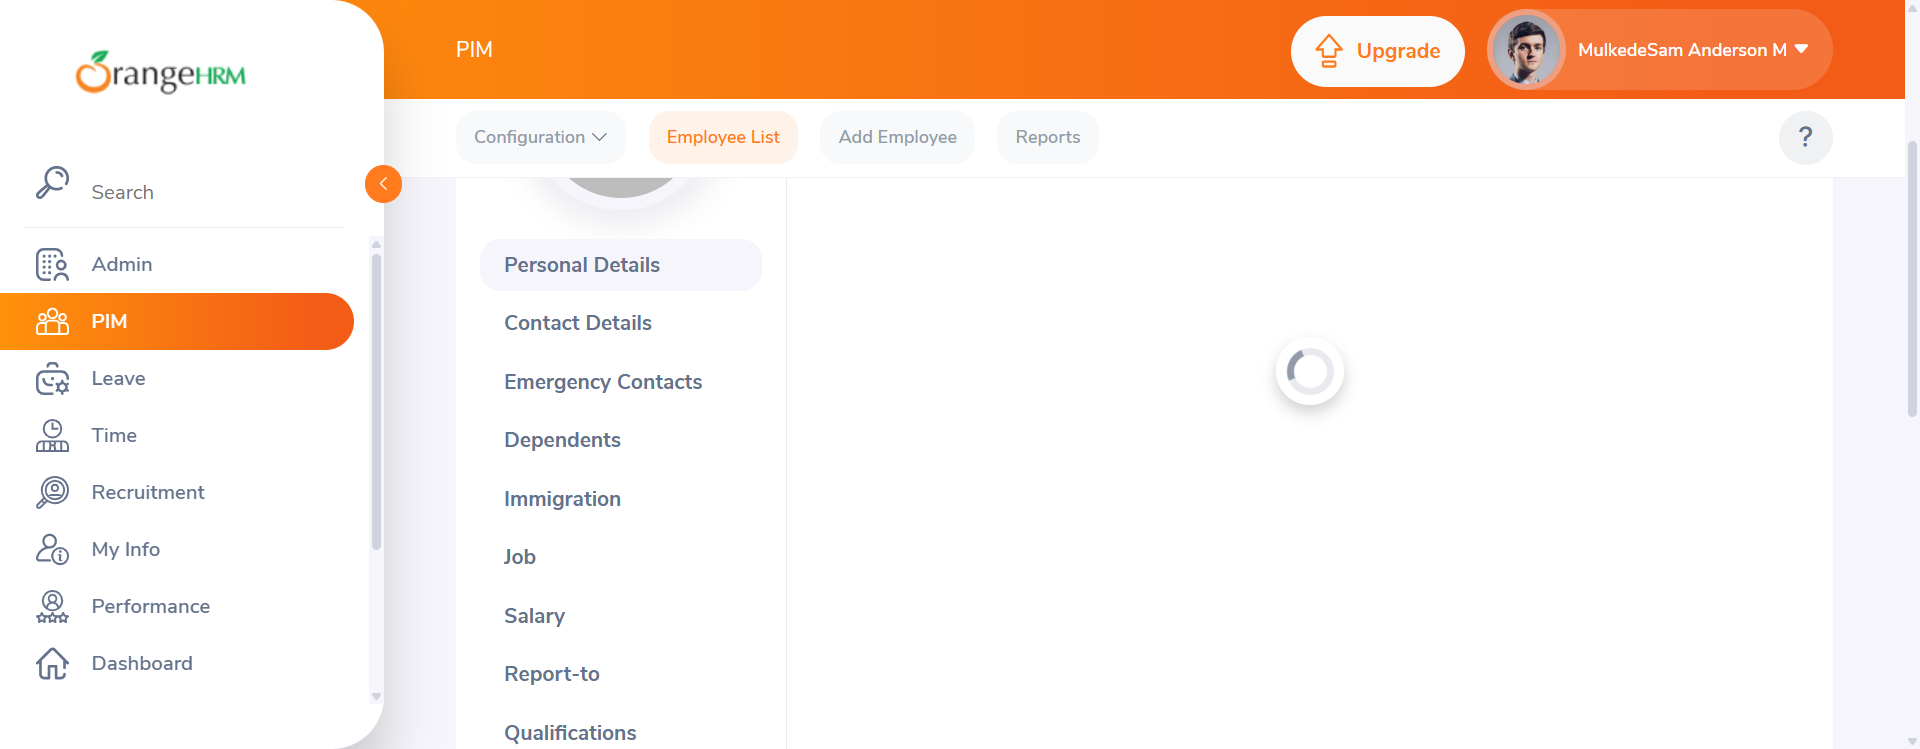 OrangeHRM
PIM
Upgrade
MulkedeSam Anderson M
Configuration
Employee List
Add Employee
Reports
?
Search
Admin
PIM
Leave
Time
Recruitment
My Info
Performance
Dashboard
Personal Details
Contact Details
Emergency Contacts
Dependents
Immigration
Job
Salary
Report-to
Qualifications